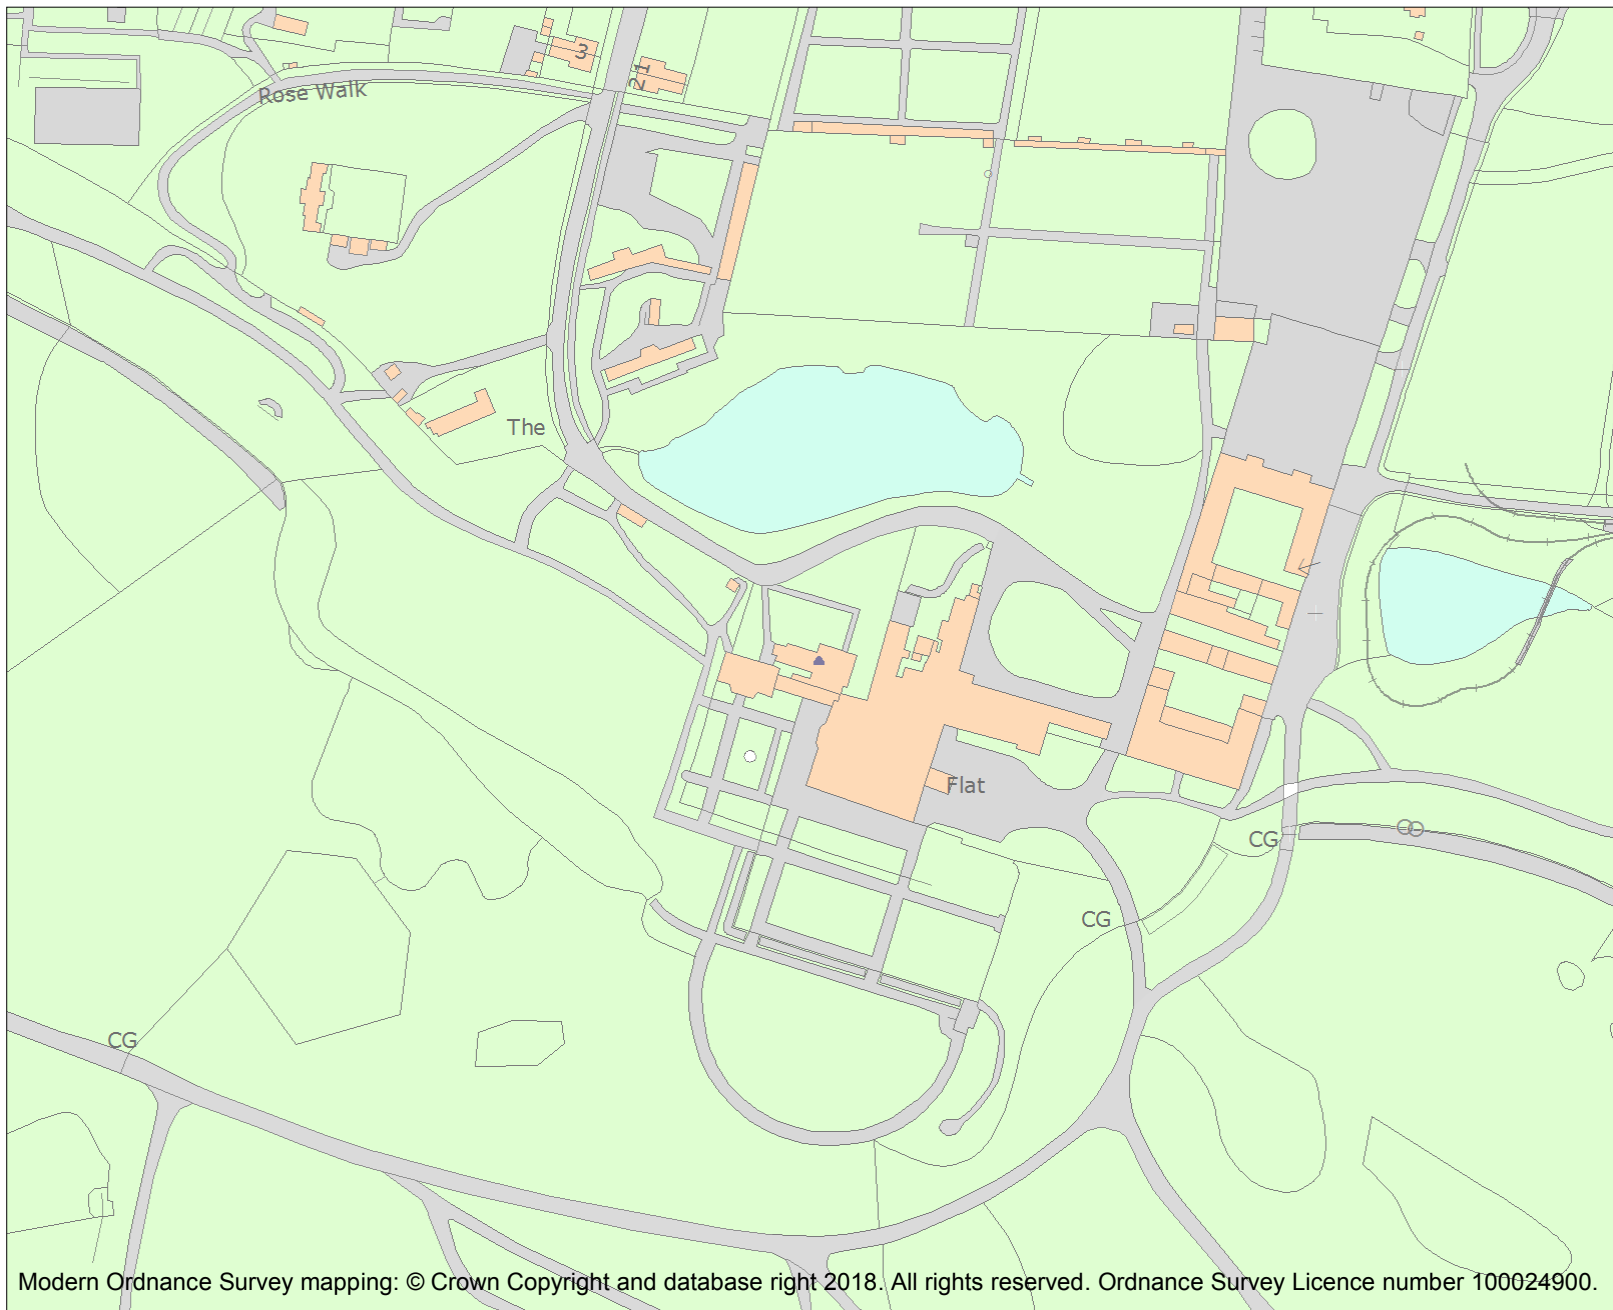 3
21
Rose Walk
The
Flat
CG
CG
CG
Modern Ordnance Survey mapping: © Crown Copyright and database right 2018. All rights reserved. Ordnance Survey Licence number 100024900.